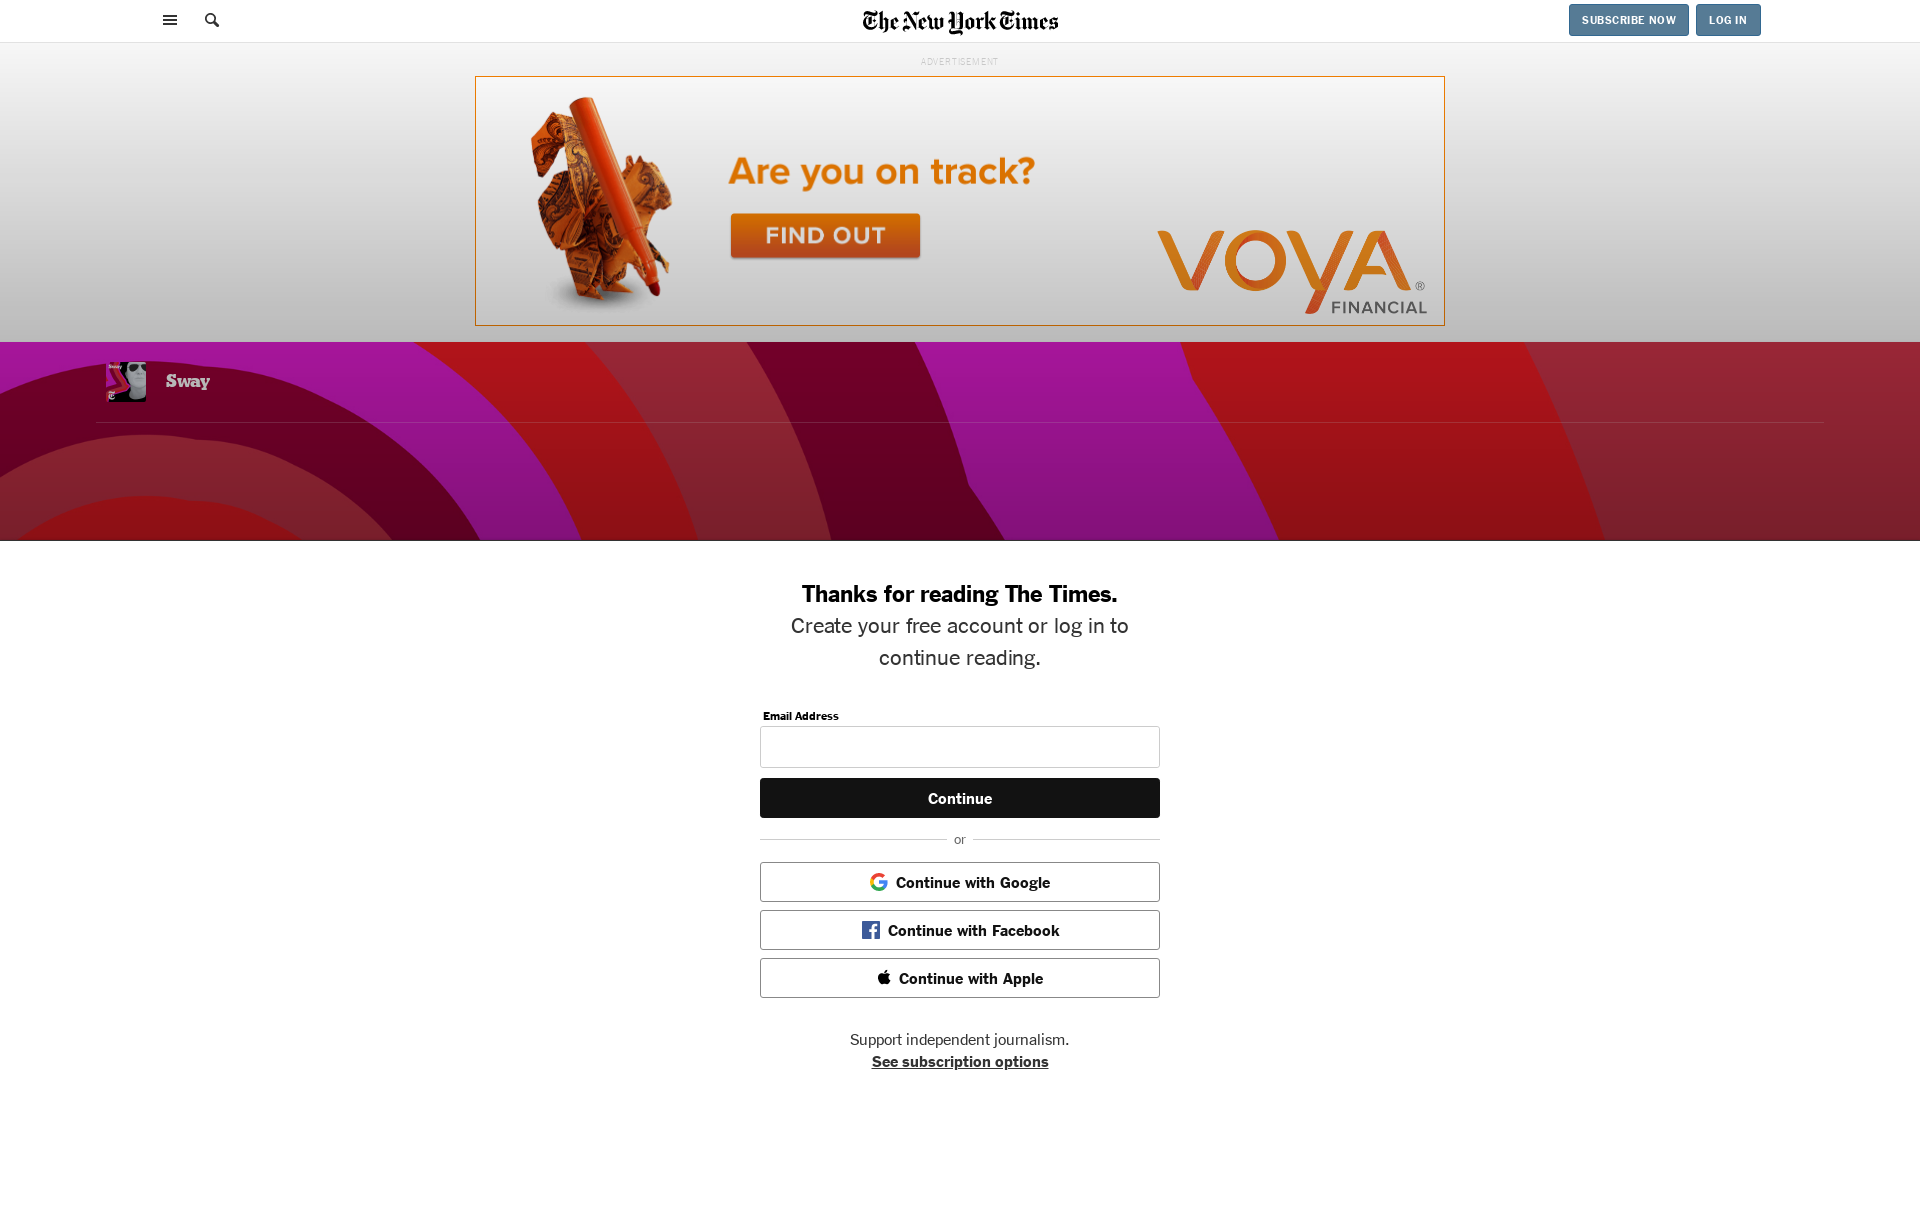 The New York Times
SUBSCRIBE NOW
LOG IN
ADVERTISEMENT
Are you on track?
FIND OUT
VOYA
®
FINANCIAL
Sway
Sway
Thanks for reading The Times.
Create your free account or log in to
continue reading.
Email Address
Continue
or
Continue with Google
Continue with Facebook
Continue with Apple
Support independent journalism.
See subscription options